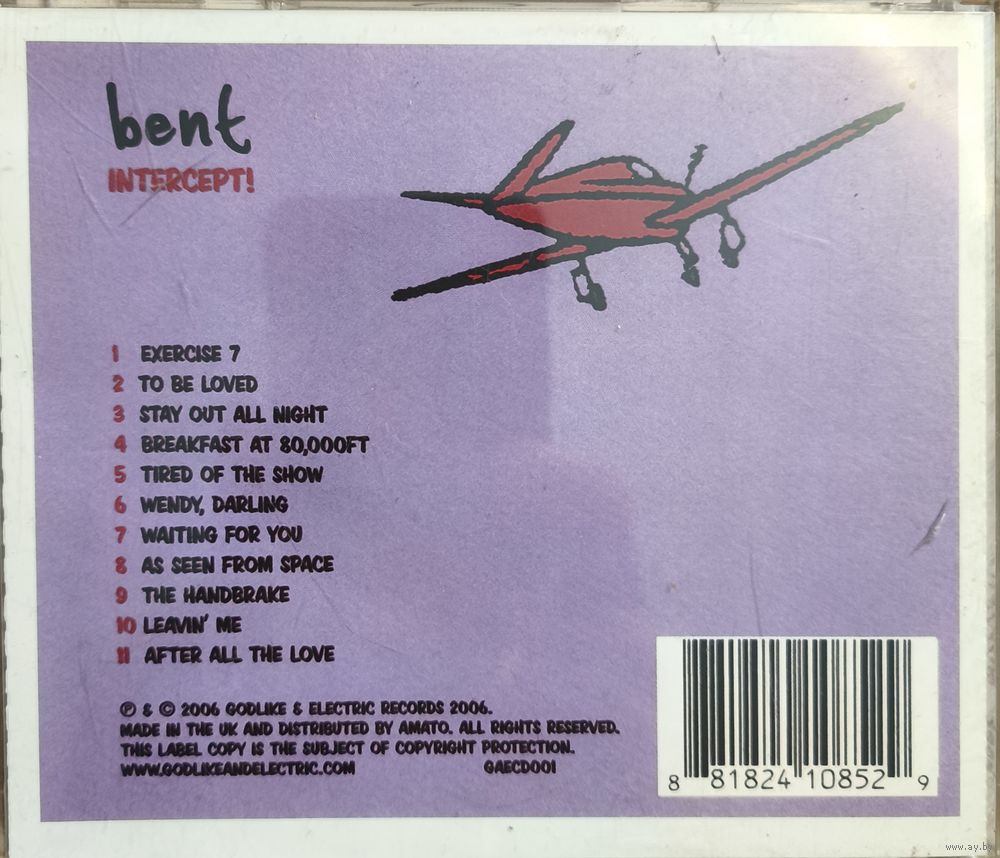 bent
INTERCEPT!
1 EXERCISE 7
2 TO BE LOVED
3 STAY OUT ALL NIGHT
4 BREAKFAST AT 80,000FT
5 TIRED OF THE SHOW
6 WENDY, DARLING
7 WAITING FOR YOU
8 AS SEEN FROM SPACE
9 THE HANDBRAKE
10 LEAVIN' ME
11 AFTER ALL THE LOVE
℗ & © 2006 GODLIKE & ELECTRIC RECORDS 2006.
MADE IN THE UK AND DISTRIBUTED BY AMATO. ALL RIGHTS RESERVED.
THIS LABEL COPY IS THE SUBJECT OF COPYRIGHT PROTECTION.
WWW.GODLIKEANDELECTRIC.COM GAECD001
8 81824 10852 9
www.ay.by